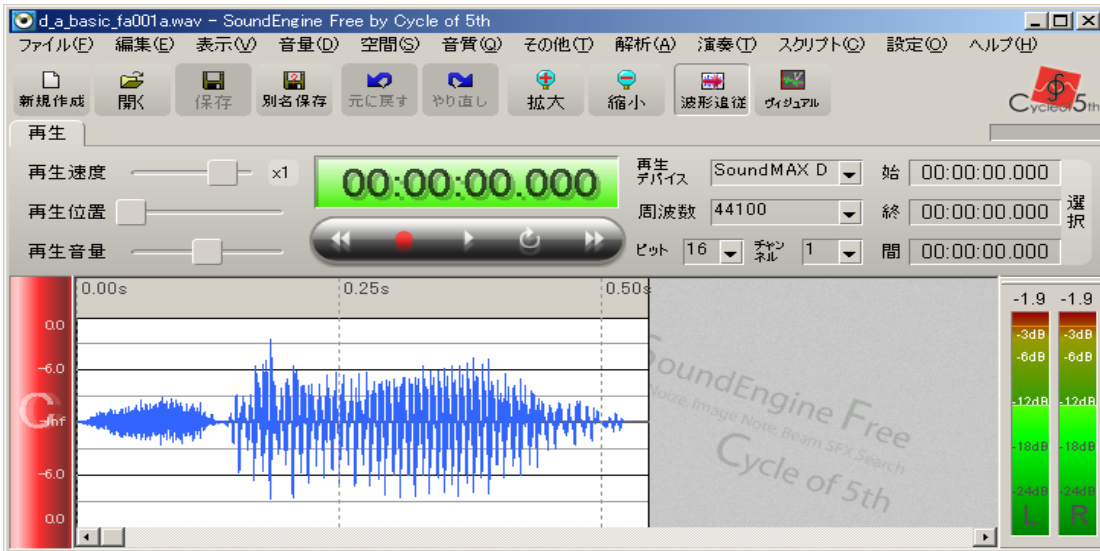 d_a_basic_fa001a.wav - SoundEngine Free by Cycle of 5th
ファイル(F) 編集(E) 表示(V) 音量(D) 空間(S) 音質(Q) その他(T) 解析(A) 演奏(T) スクリプト(C) 設定(O) ヘルプ(H)
新規作成 開く 保存 別名保存 元に戻す やり直し 拡大 縮小 波形追従 ヴィジュアル
Cycle of 5th
再生
再生速度 x1
再生位置
再生音量
00:00:00.000
再生デバイス SoundMAX D
周波数 44100
ビット 16 チャンネル 1
始 00:00:00.000
終 00:00:00.000
間 00:00:00.000
選択
0.00s 0.25s 0.50s
0.0
-6.0
-Inf
-6.0
0.0
SoundEngine Free
Noize.Image Note.Beam SFX Search
Cycle of 5th
-1.9 -1.9
-3dB -3dB
-6dB -6dB
-12dB -12dB
-18dB -18dB
-24dB -24dB
L R